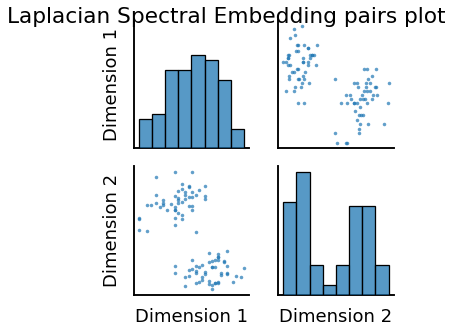 Laplacian Spectral Embedding pairs plot
Dimension 1
Dimension 2
Dimension 1
Dimension 2